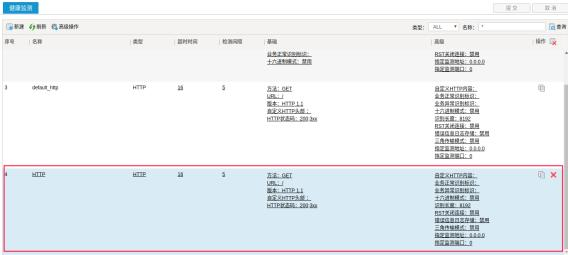 健康监测
提 交
取 消
新建 刷新 高级操作
类型： ALL 名称： * 查询
序号 名称 类型 超时时间 检测间隔 基础 高级 操作
业务正常识别标识：
十六进制模式：禁用
RST关闭连接：禁用
指定监测地址：0.0.0.0
指定监测端口：0
3 default_http HTTP 16 5
方法：GET
URL：/
版本：HTTP 1.1
自定义HTTP头部：
HTTP状态码：200;3xx
自定义HTTP内容：
业务正常识别标识：
业务异常识别标识：
十六进制模式：禁用
识别长度：8192
RST关闭连接：禁用
错误信息日志存储：禁用
三角传输模式：禁用
指定监测地址：0.0.0.0
指定监测端口：0
4 HTTP HTTP 16 5
方法：GET
URL：/
版本：HTTP 1.1
自定义HTTP头部：
HTTP状态码：200;3xx
自定义HTTP内容：
业务正常识别标识：
业务异常识别标识：
十六进制模式：禁用
识别长度：8192
RST关闭连接：禁用
错误信息日志存储：禁用
三角传输模式：禁用
指定监测地址：0.0.0.0
指定监测端口：0